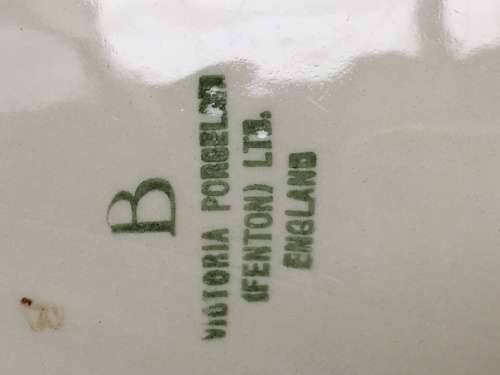 B
VICTORIA PORCELAIN
(FENTON) LTD.
ENGLAND